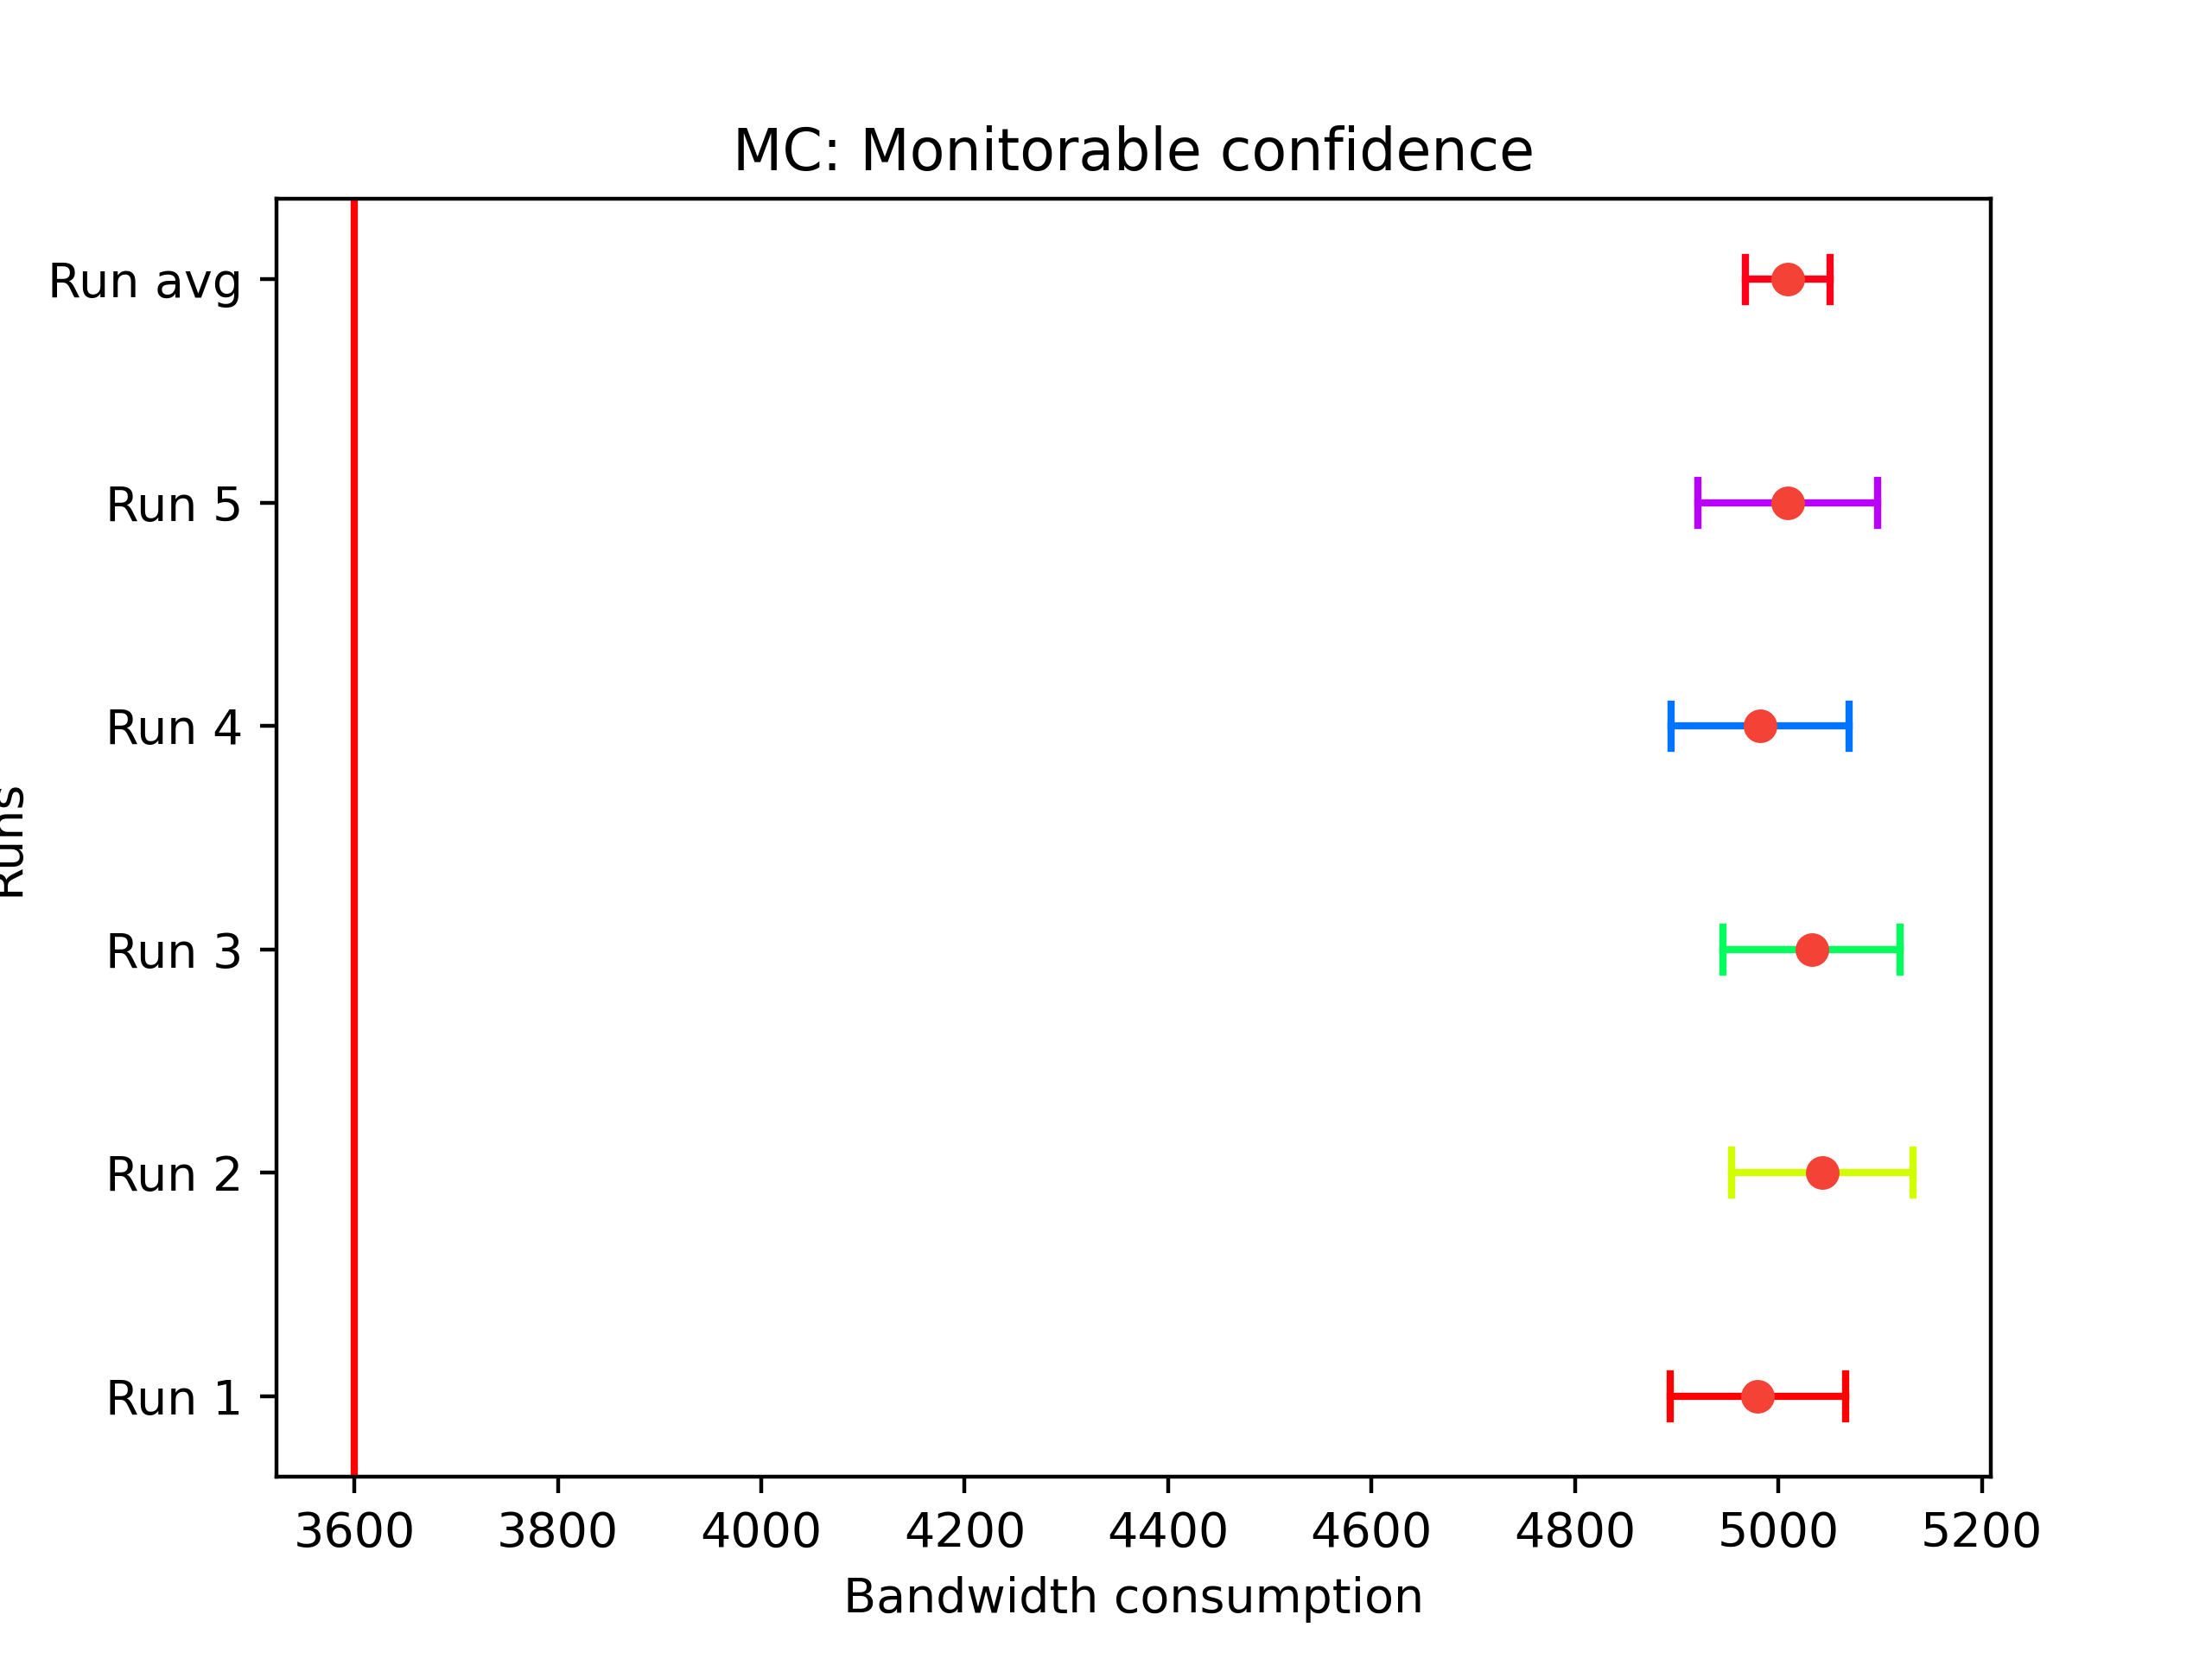 MC: Monitorable confidence
Run avg
Run 5
Run 4
Runs
Run 3
Run 2
Run 1
3600 3800 4000 4200 4400 4600 4800 5000 5200
Bandwidth consumption